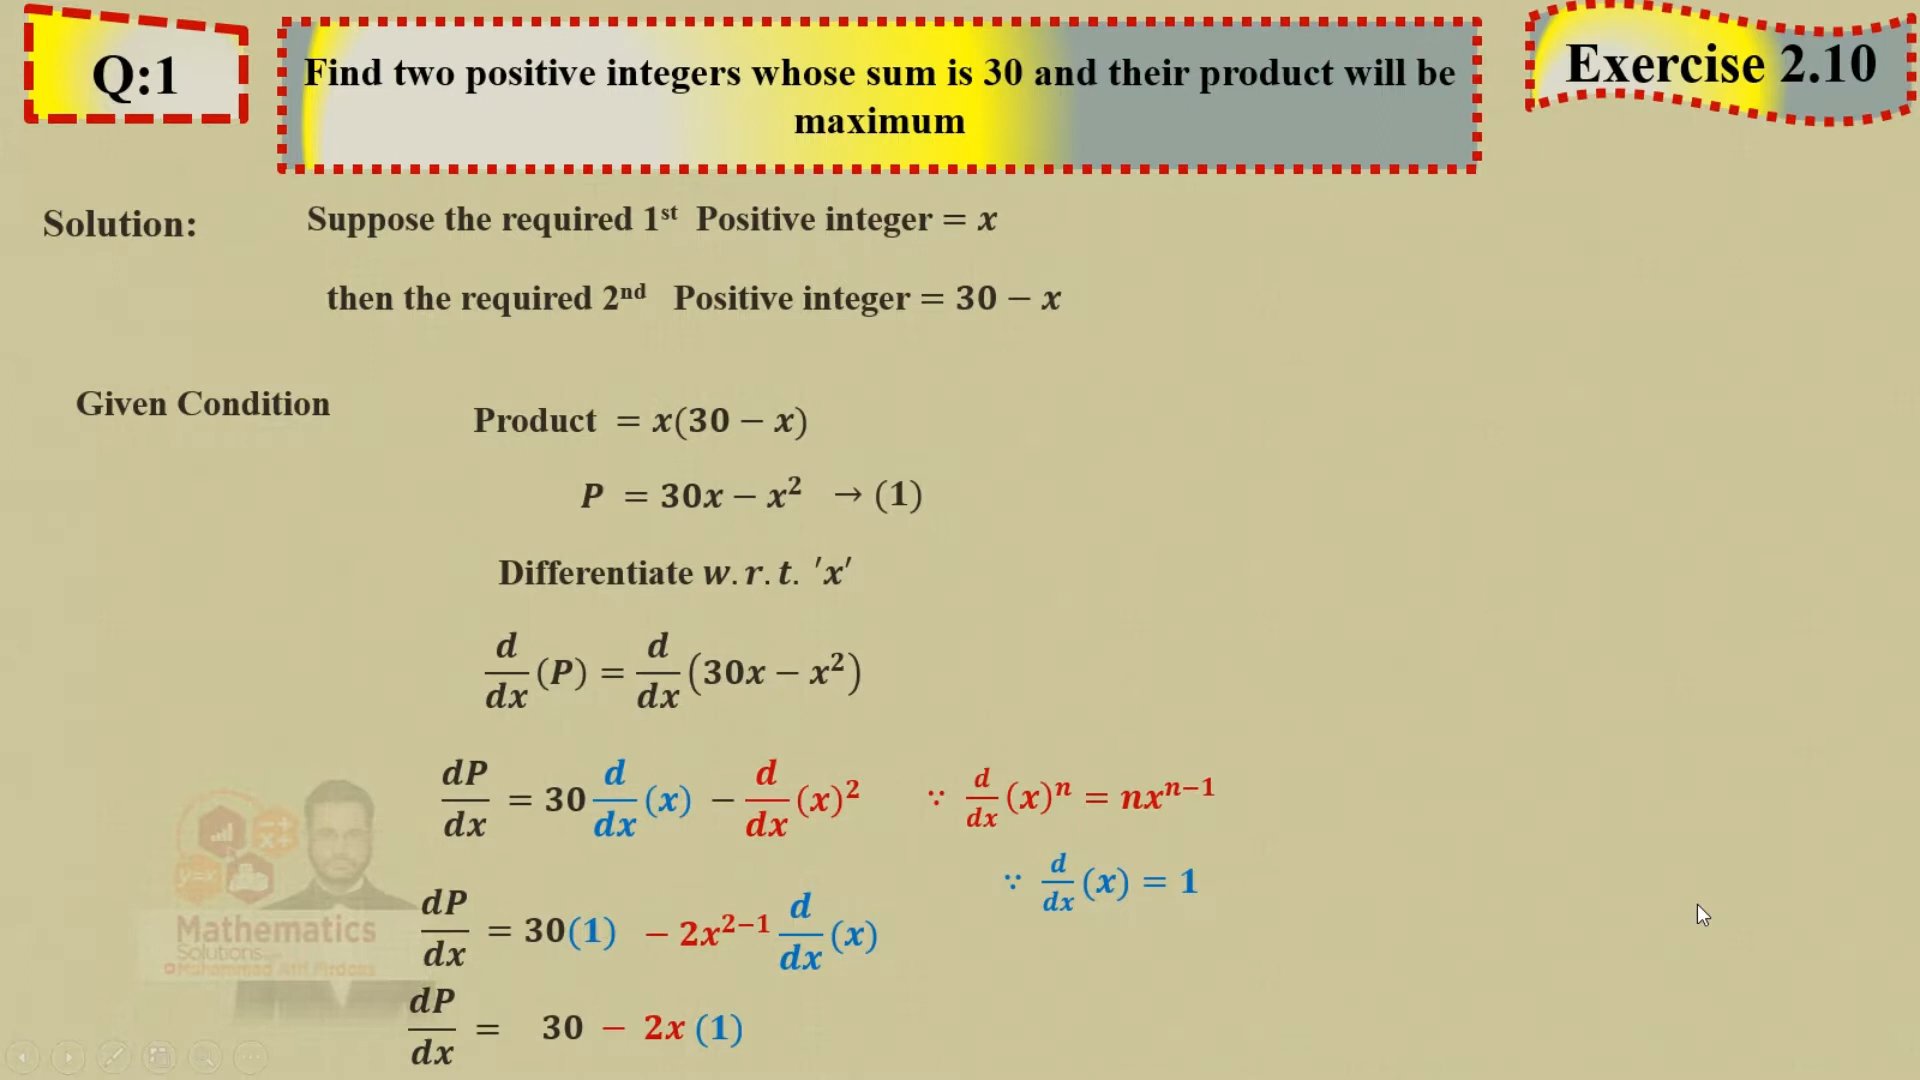 Q:1
Find two positive integers whose sum is 30 and their product will be
maximum
Exercise 2.10
Solution:
Suppose the required 1st Positive integer = x
then the required 2nd Positive integer = 30 − x
Given Condition
Product = x(30 − x)
P = 30x − x² → (1)
Differentiate w.r.t. ′x′
d/dx (P) = d/dx (30x − x²)
dP/dx = 30 d/dx (x) − d/dx (x)² ∵ d/dx (x)ⁿ = nxⁿ⁻¹
∵ d/dx (x) = 1
dP/dx = 30(1) − 2x²⁻¹ d/dx (x)
dP/dx = 30 − 2x (1)
y=x
Mathematics
Solutions
Muhammad Atif Firdous